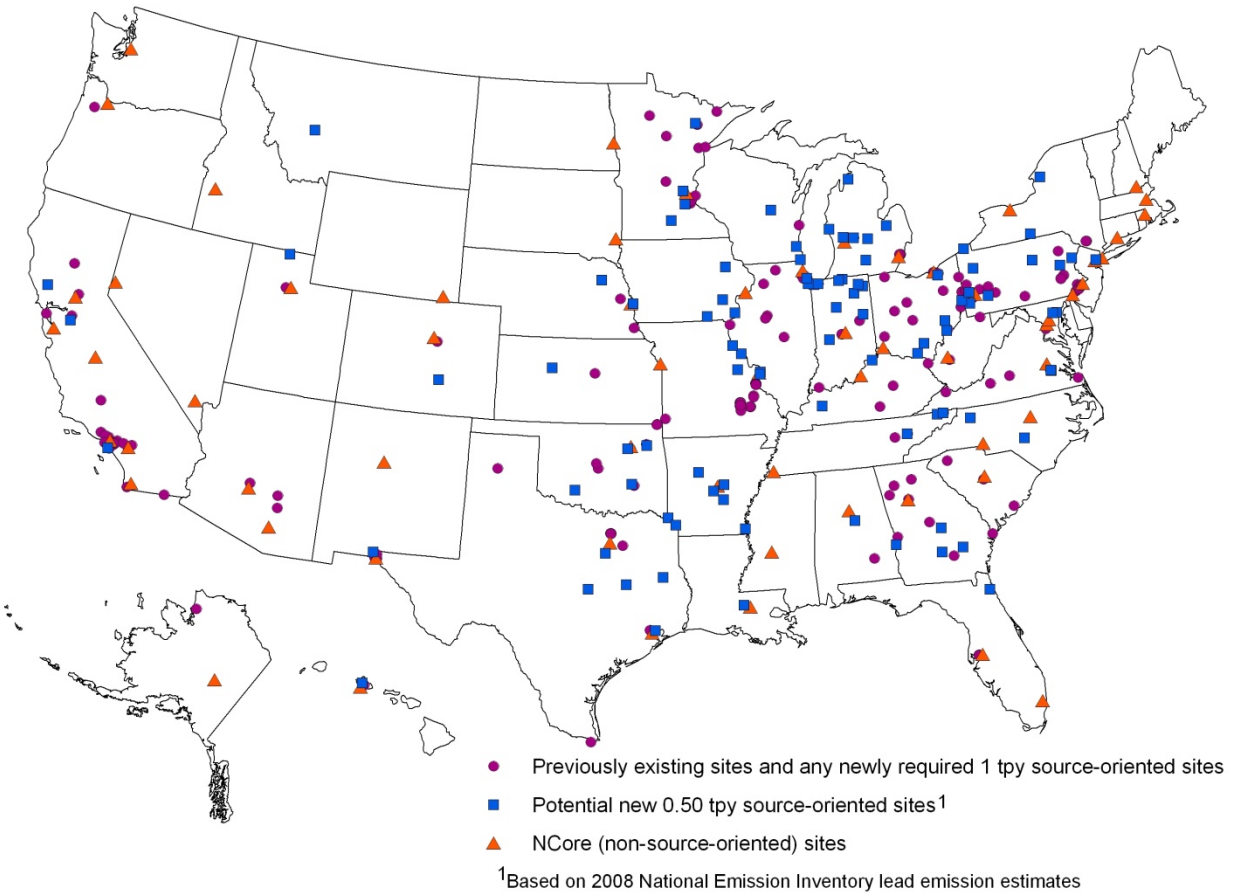 Previously existing sites and any newly required 1 tpy source-oriented sites
Potential new 0.50 tpy source-oriented sites1
NCore (non-source-oriented) sites
1Based on 2008 National Emission Inventory lead emission estimates